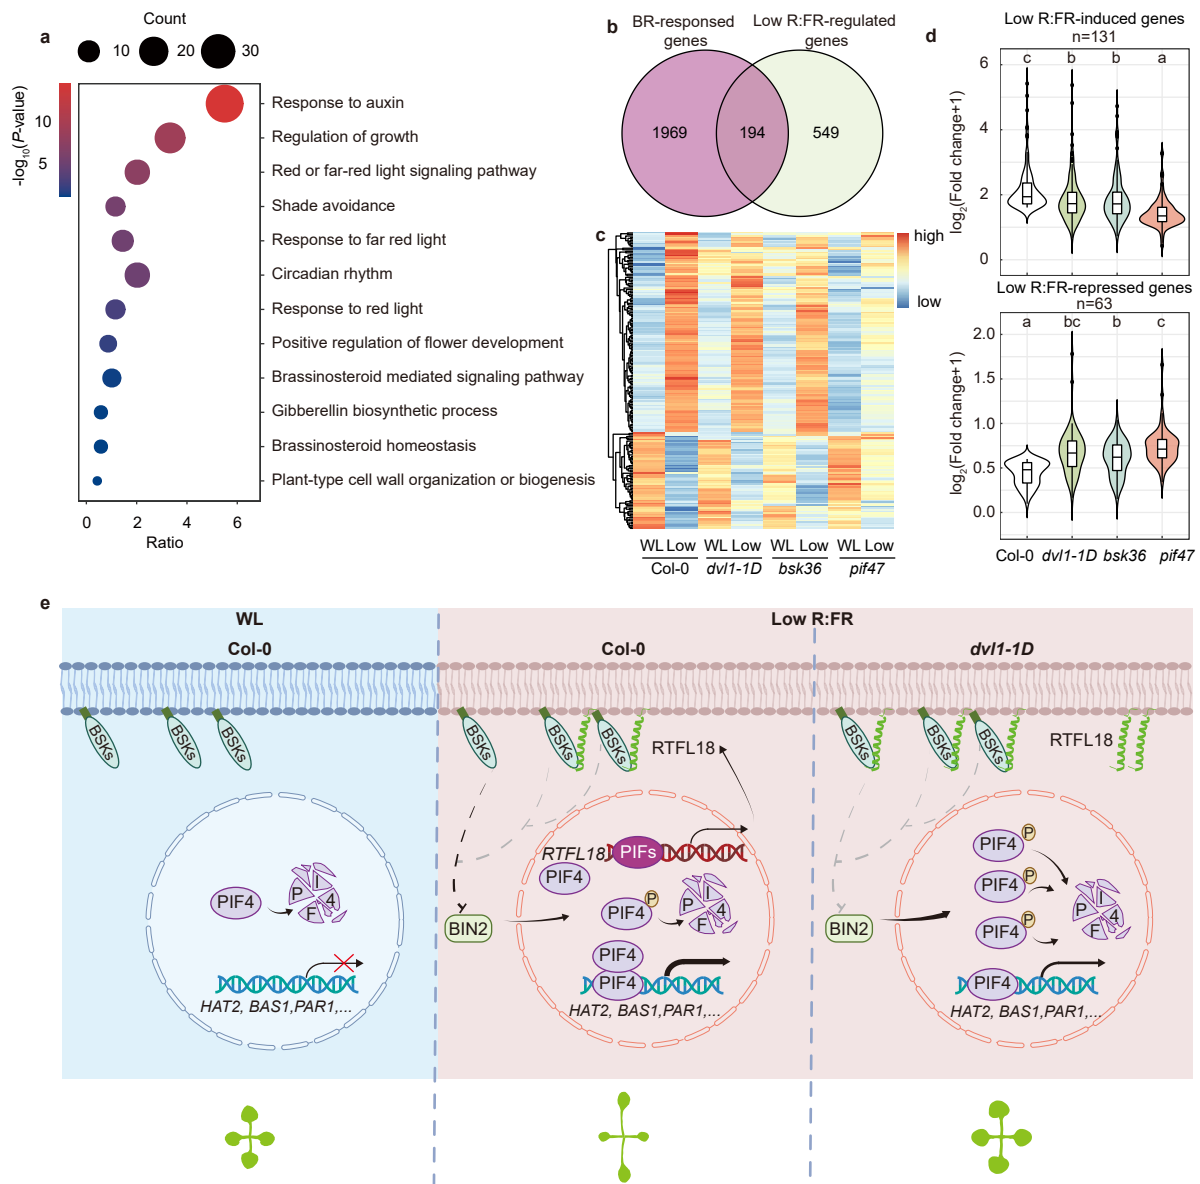 a
Count
10
20
30
-log10(P-value)
10
5
Response to auxin
Regulation of growth
Red or far-red light signaling pathway
Shade avoidance
Response to far red light
Circadian rhythm
Response to red light
Positive regulation of flower development
Brassinosteroid mediated signaling pathway
Gibberellin biosynthetic process
Brassinosteroid homeostasis
Plant-type cell wall organization or biogenesis
0 2 4 6
Ratio
b
BR-responsed
genes
Low R:FR-regulated
genes
1969
194
549
c
high
low
WL Low WL Low WL Low WL Low
Col-0 dvl1-1D bsk36 pif47
d
Low R:FR-induced genes
n=131
c b b a
log2(Fold change+1)
6
4
2
0
Low R:FR-repressed genes
n=63
a bc b c
log2(Fold change+1)
2.0
1.5
1.0
0.5
0.0
Col-0 dvl1-1D bsk36 pif47
e
WL
Low R:FR
Col-0
Col-0
dvl1-1D
BSKs
BSKs
BSKs
PIF4
P
I
F
4
HAT2, BAS1,PAR1,...
BSKs
BSKs
BSKs
RTFL18
RTFL18
PIFs
PIF4
BIN2
PIF4
P
P
I
F
4
PIF4
PIF4
HAT2, BAS1,PAR1,...
BSKs
BSKs
BSKs
RTFL18
BIN2
PIF4
P
PIF4
P
PIF4
P
P
I
F
4
PIF4
HAT2, BAS1,PAR1,...